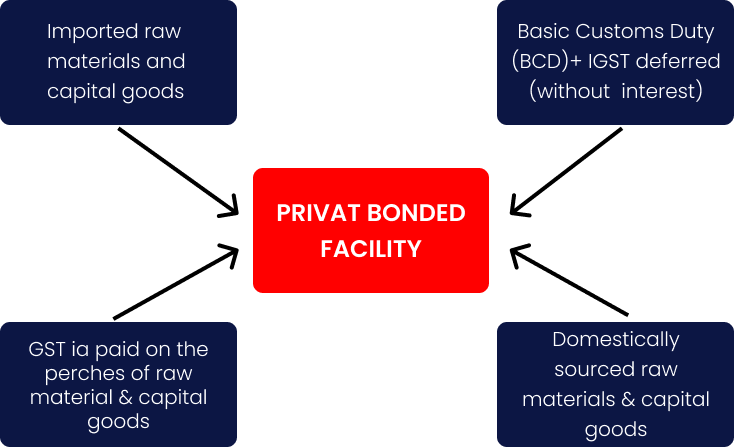 Imported raw
materials and
capital goods
Basic Customs Duty
(BCD)+ IGST deferred
(without interest)
PRIVAT BONDED
FACILITY
GST ia paid on the
perches of raw
material & capital
goods
Domestically
sourced raw
materials & capital
goods